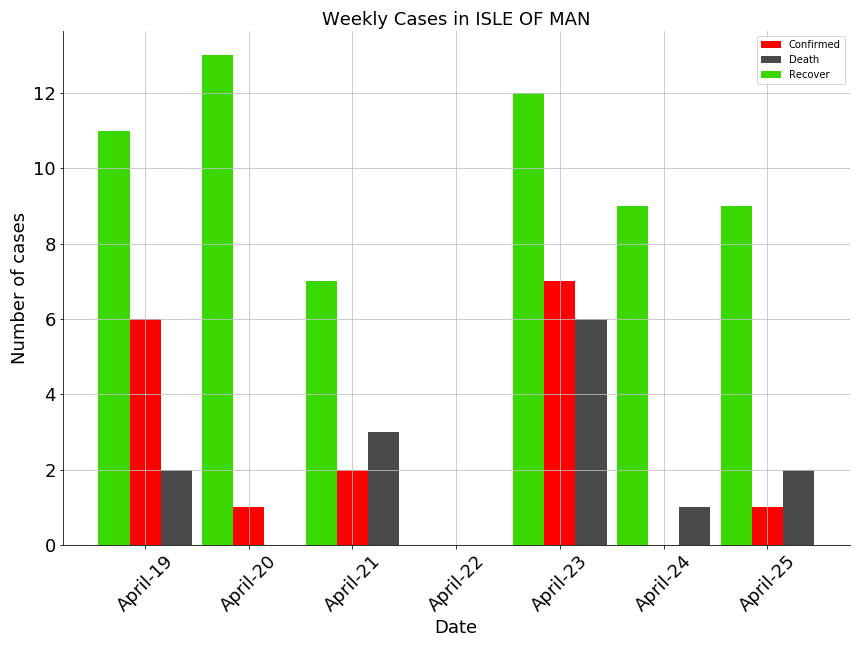 Weekly Cases in ISLE OF MAN
Confirmed
Death
Recover
Number of cases
12
10
8
6
4
2
0
April-19
April-20
April-21
April-22
April-23
April-24
April-25
Date